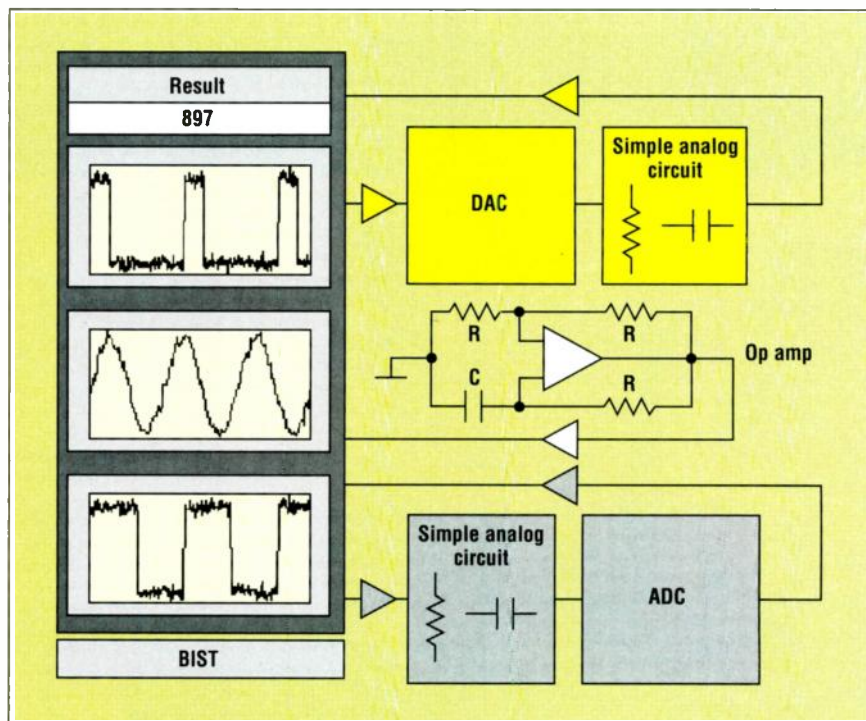 Result
897
DAC
Simple analog
circuit
R
R
Op amp
C
R
Simple analog
circuit
ADC
BIST